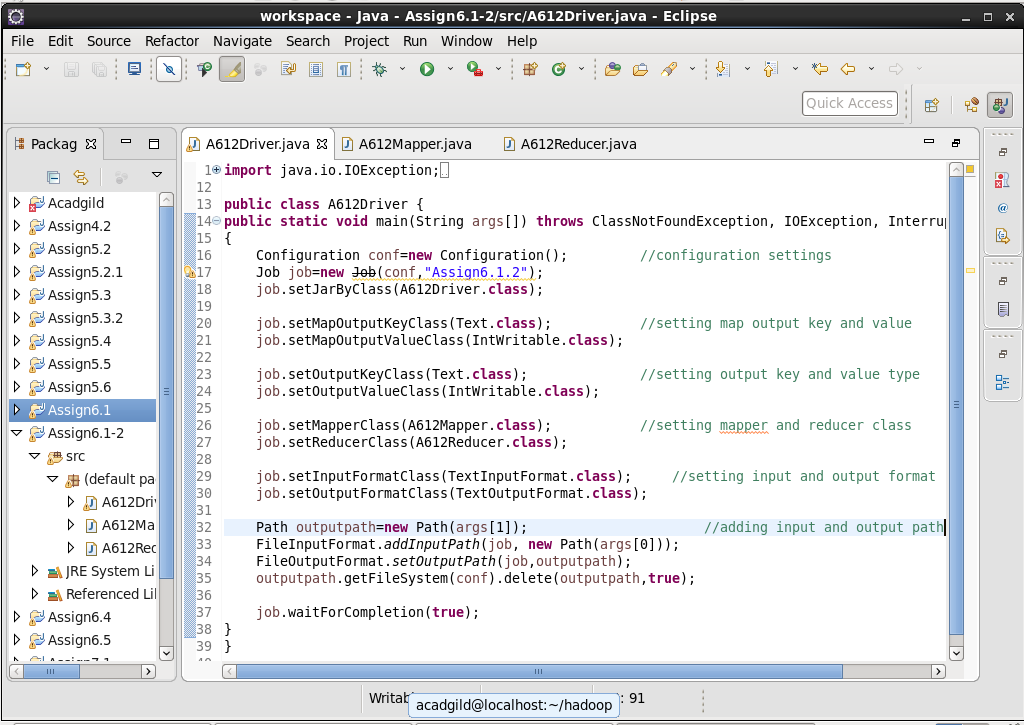 workspace - Java - Assign6.1-2/src/A612Driver.java - Eclipse
File Edit Source Refactor Navigate Search Project Run Window Help
Quick Access
Packag
Acadgild
Assign4.2
Assign5.2
Assign5.2.1
Assign5.3
Assign5.3.2
Assign5.4
Assign5.5
Assign5.6
Assign6.1
Assign6.1-2
src
(default pa
A612Dri
A612Ma
A612Rec
JRE System Li
Referenced Li
Assign6.4
Assign6.5
A612Driver.java A612Mapper.java A612Reducer.java
1 import java.io.IOException;
12
13 public class A612Driver {
14 public static void main(String args[]) throws ClassNotFoundException, IOException, Interru
15 {
16 Configuration conf=new Configuration(); //configuration settings
17 Job job=new Job(conf,"Assign6.1.2");
18 job.setJarByClass(A612Driver.class);
19
20 job.setMapOutputKeyClass(Text.class); //setting map output key and value
21 job.setMapOutputValueClass(IntWritable.class);
22
23 job.setOutputKeyClass(Text.class); //setting output key and value type
24 job.setOutputValueClass(IntWritable.class);
25
26 job.setMapperClass(A612Mapper.class); //setting mapper and reducer class
27 job.setReducerClass(A612Reducer.class);
28
29 job.setInputFormatClass(TextInputFormat.class); //setting input and output format
30 job.setOutputFormatClass(TextOutputFormat.class);
31
32 Path outputpath=new Path(args[1]); //adding input and output path
33 FileInputFormat.addInputPath(job, new Path(args[0]));
34 FileOutputFormat.setOutputPath(job,outputpath);
35 outputpath.getFileSystem(conf).delete(outputpath,true);
36
37 job.waitForCompletion(true);
38 }
39 }
Writab : 91
acadgild@localhost:~/hadoop